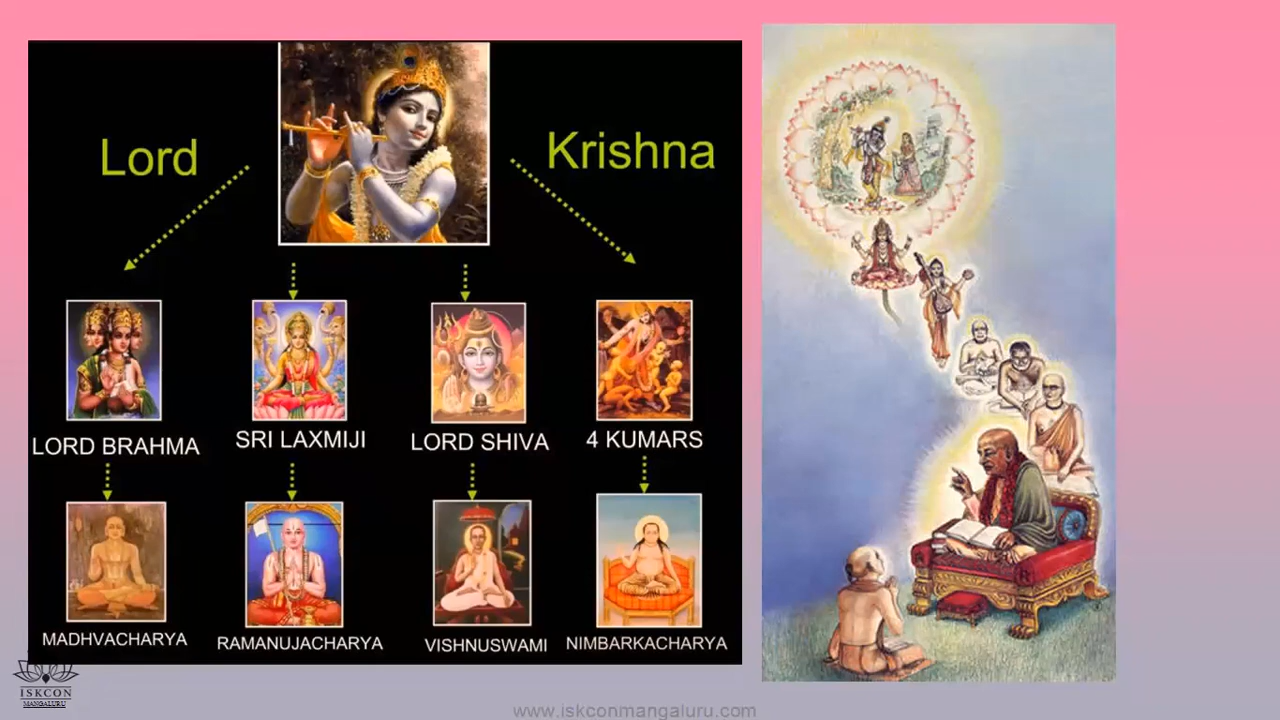 Lord
Krishna
LORD BRAHMA
SRI LAXMIJI
LORD SHIVA
4 KUMARS
MADHVACHARYA
RAMANUJACHARYA
VISHNUSWAMI
NIMBARKACHARYA
ISKCON
MANGALURU
www.iskconmangaluru.com